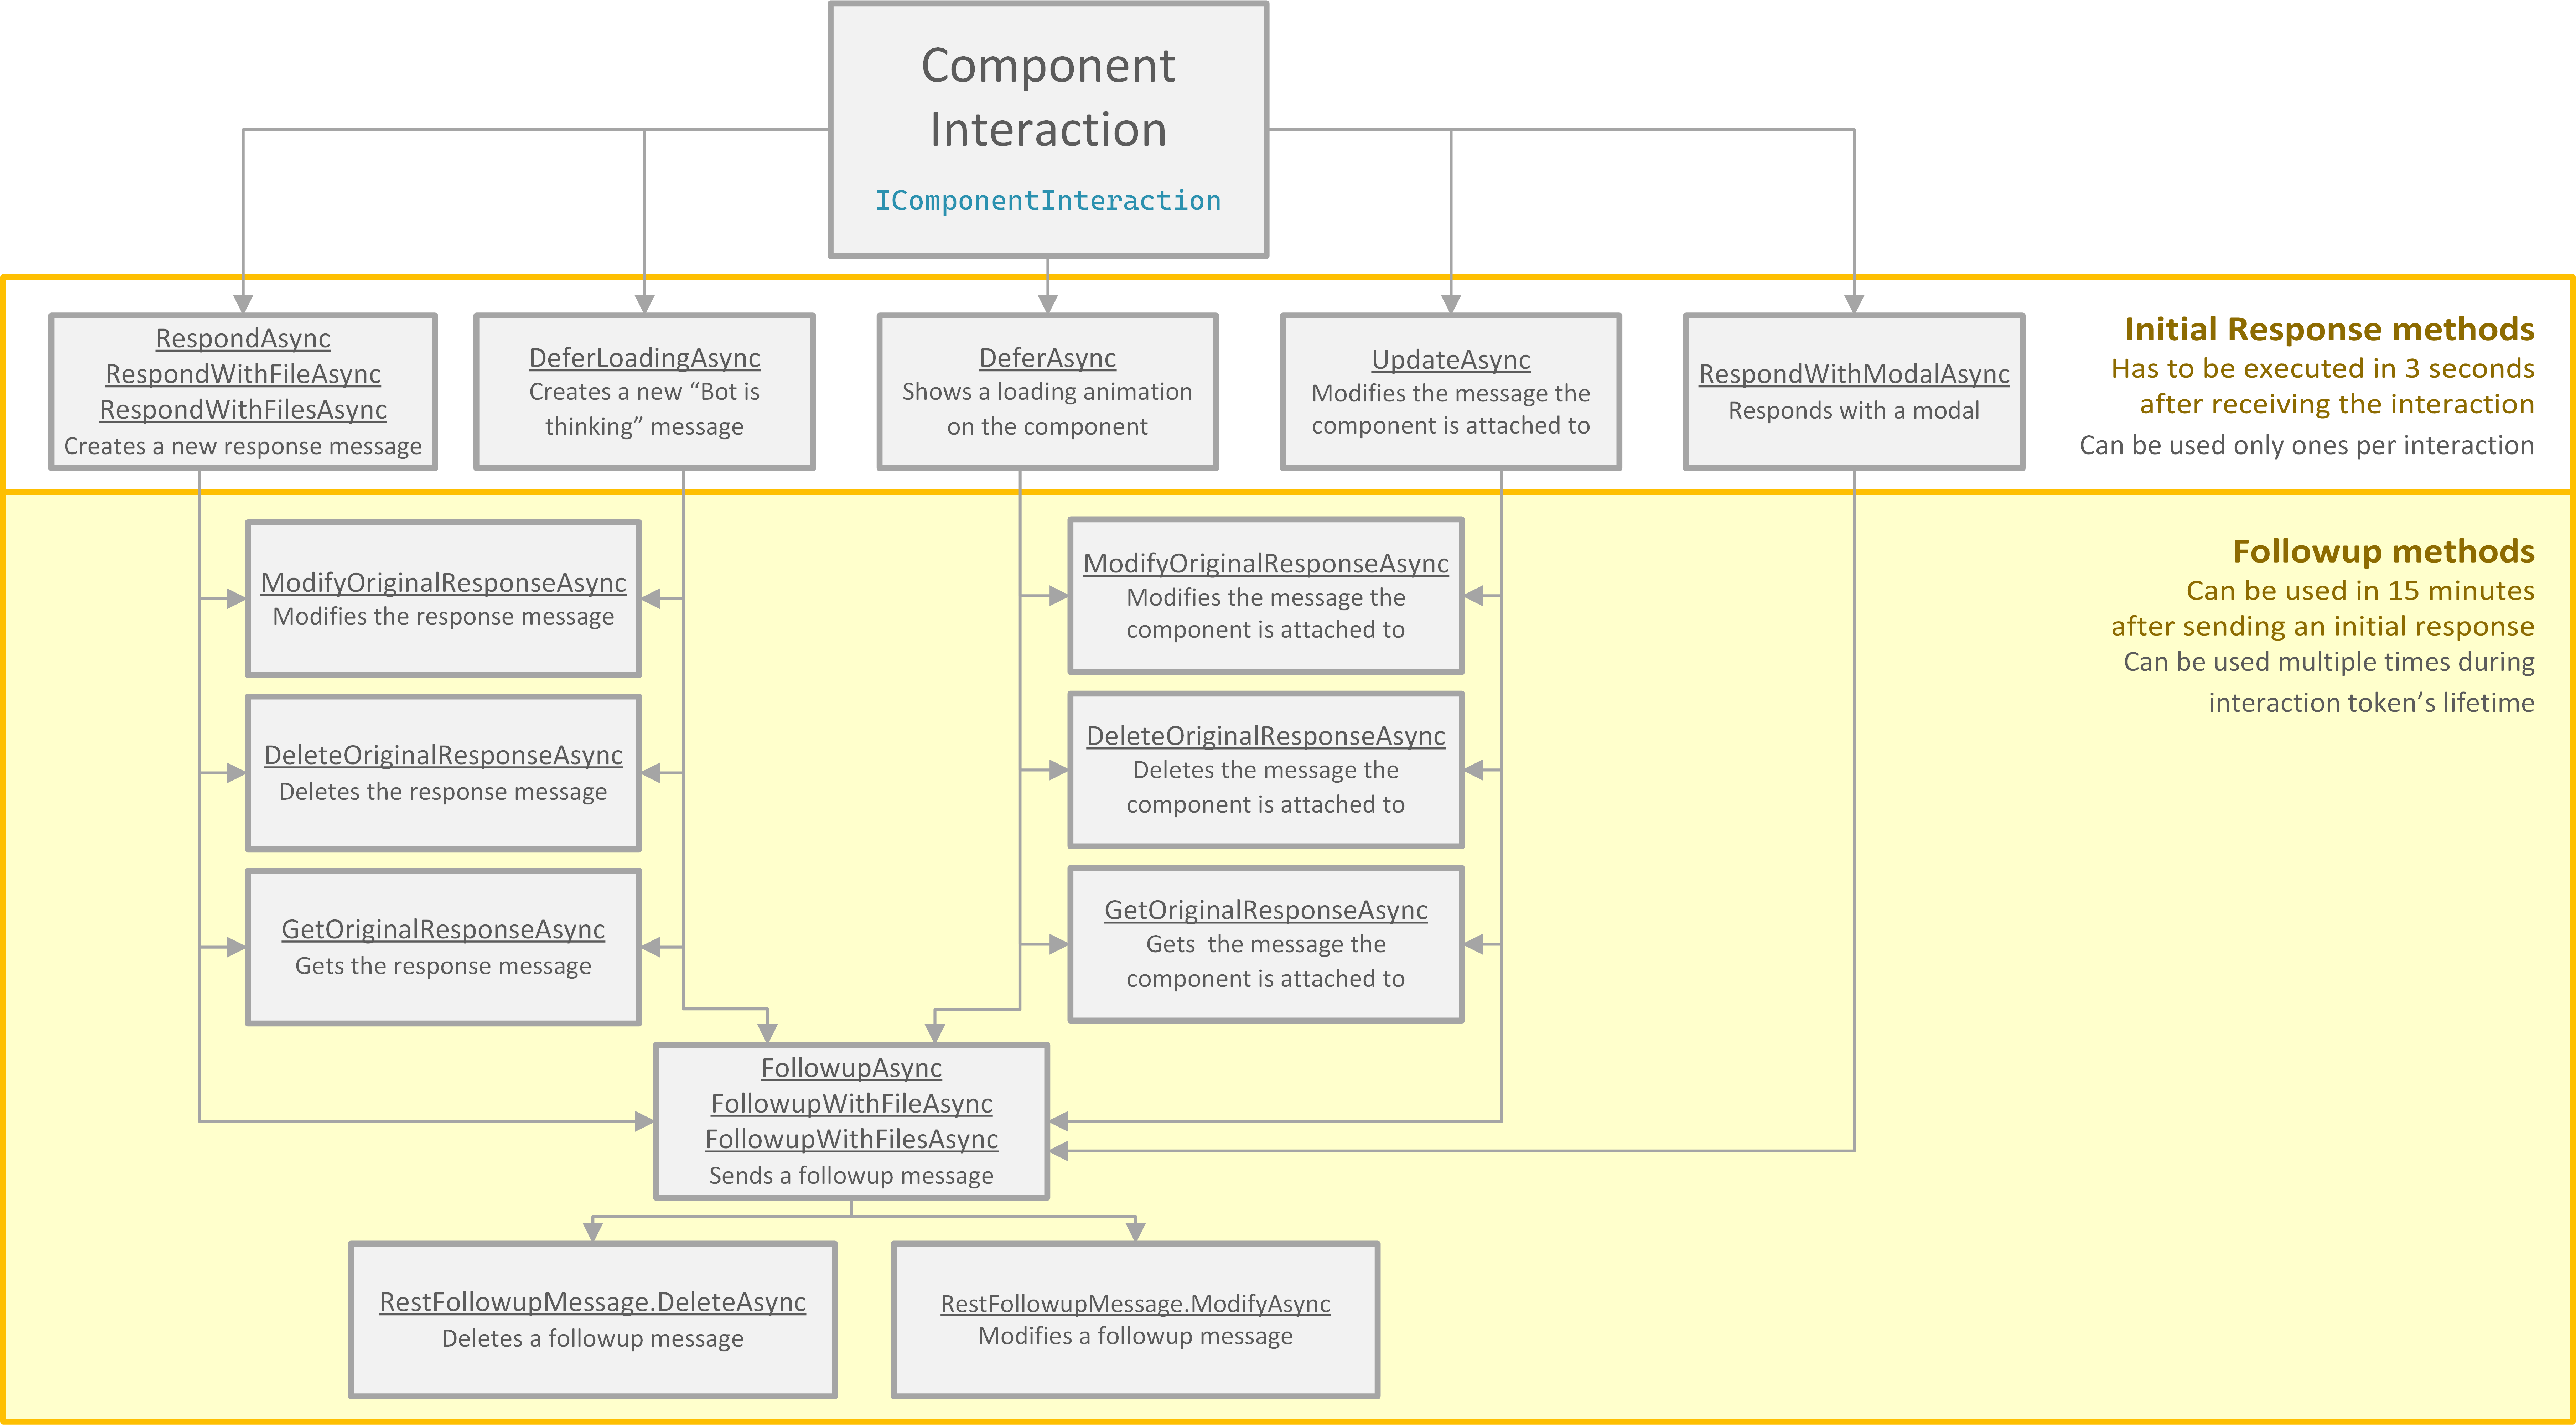 Component
Interaction
IComponentInteraction
RespondAsync
RespondWithFileAsync
RespondWithFilesAsync
Creates a new response message
DeferLoadingAsync
Creates a new “Bot is
thinking” message
DeferAsync
Shows a loading animation
on the component
UpdateAsync
Modifies the message the
component is attached to
RespondWithModalAsync
Responds with a modal
Initial Response methods
Has to be executed in 3 seconds
after receiving the interaction
Can be used only ones per interaction
ModifyOriginalResponseAsync
Modifies the response message
ModifyOriginalResponseAsync
Modifies the message the
component is attached to
Followup methods
Can be used in 15 minutes
after sending an initial response
Can be used multiple times during
interaction token’s lifetime
DeleteOriginalResponseAsync
Deletes the response message
DeleteOriginalResponseAsync
Deletes the message the
component is attached to
GetOriginalResponseAsync
Gets the response message
GetOriginalResponseAsync
Gets  the message the
component is attached to
FollowupAsync
FollowupWithFileAsync
FollowupWithFilesAsync
Sends a followup message
RestFollowupMessage.DeleteAsync
Deletes a followup message
RestFollowupMessage.ModifyAsync
Modifies a followup message